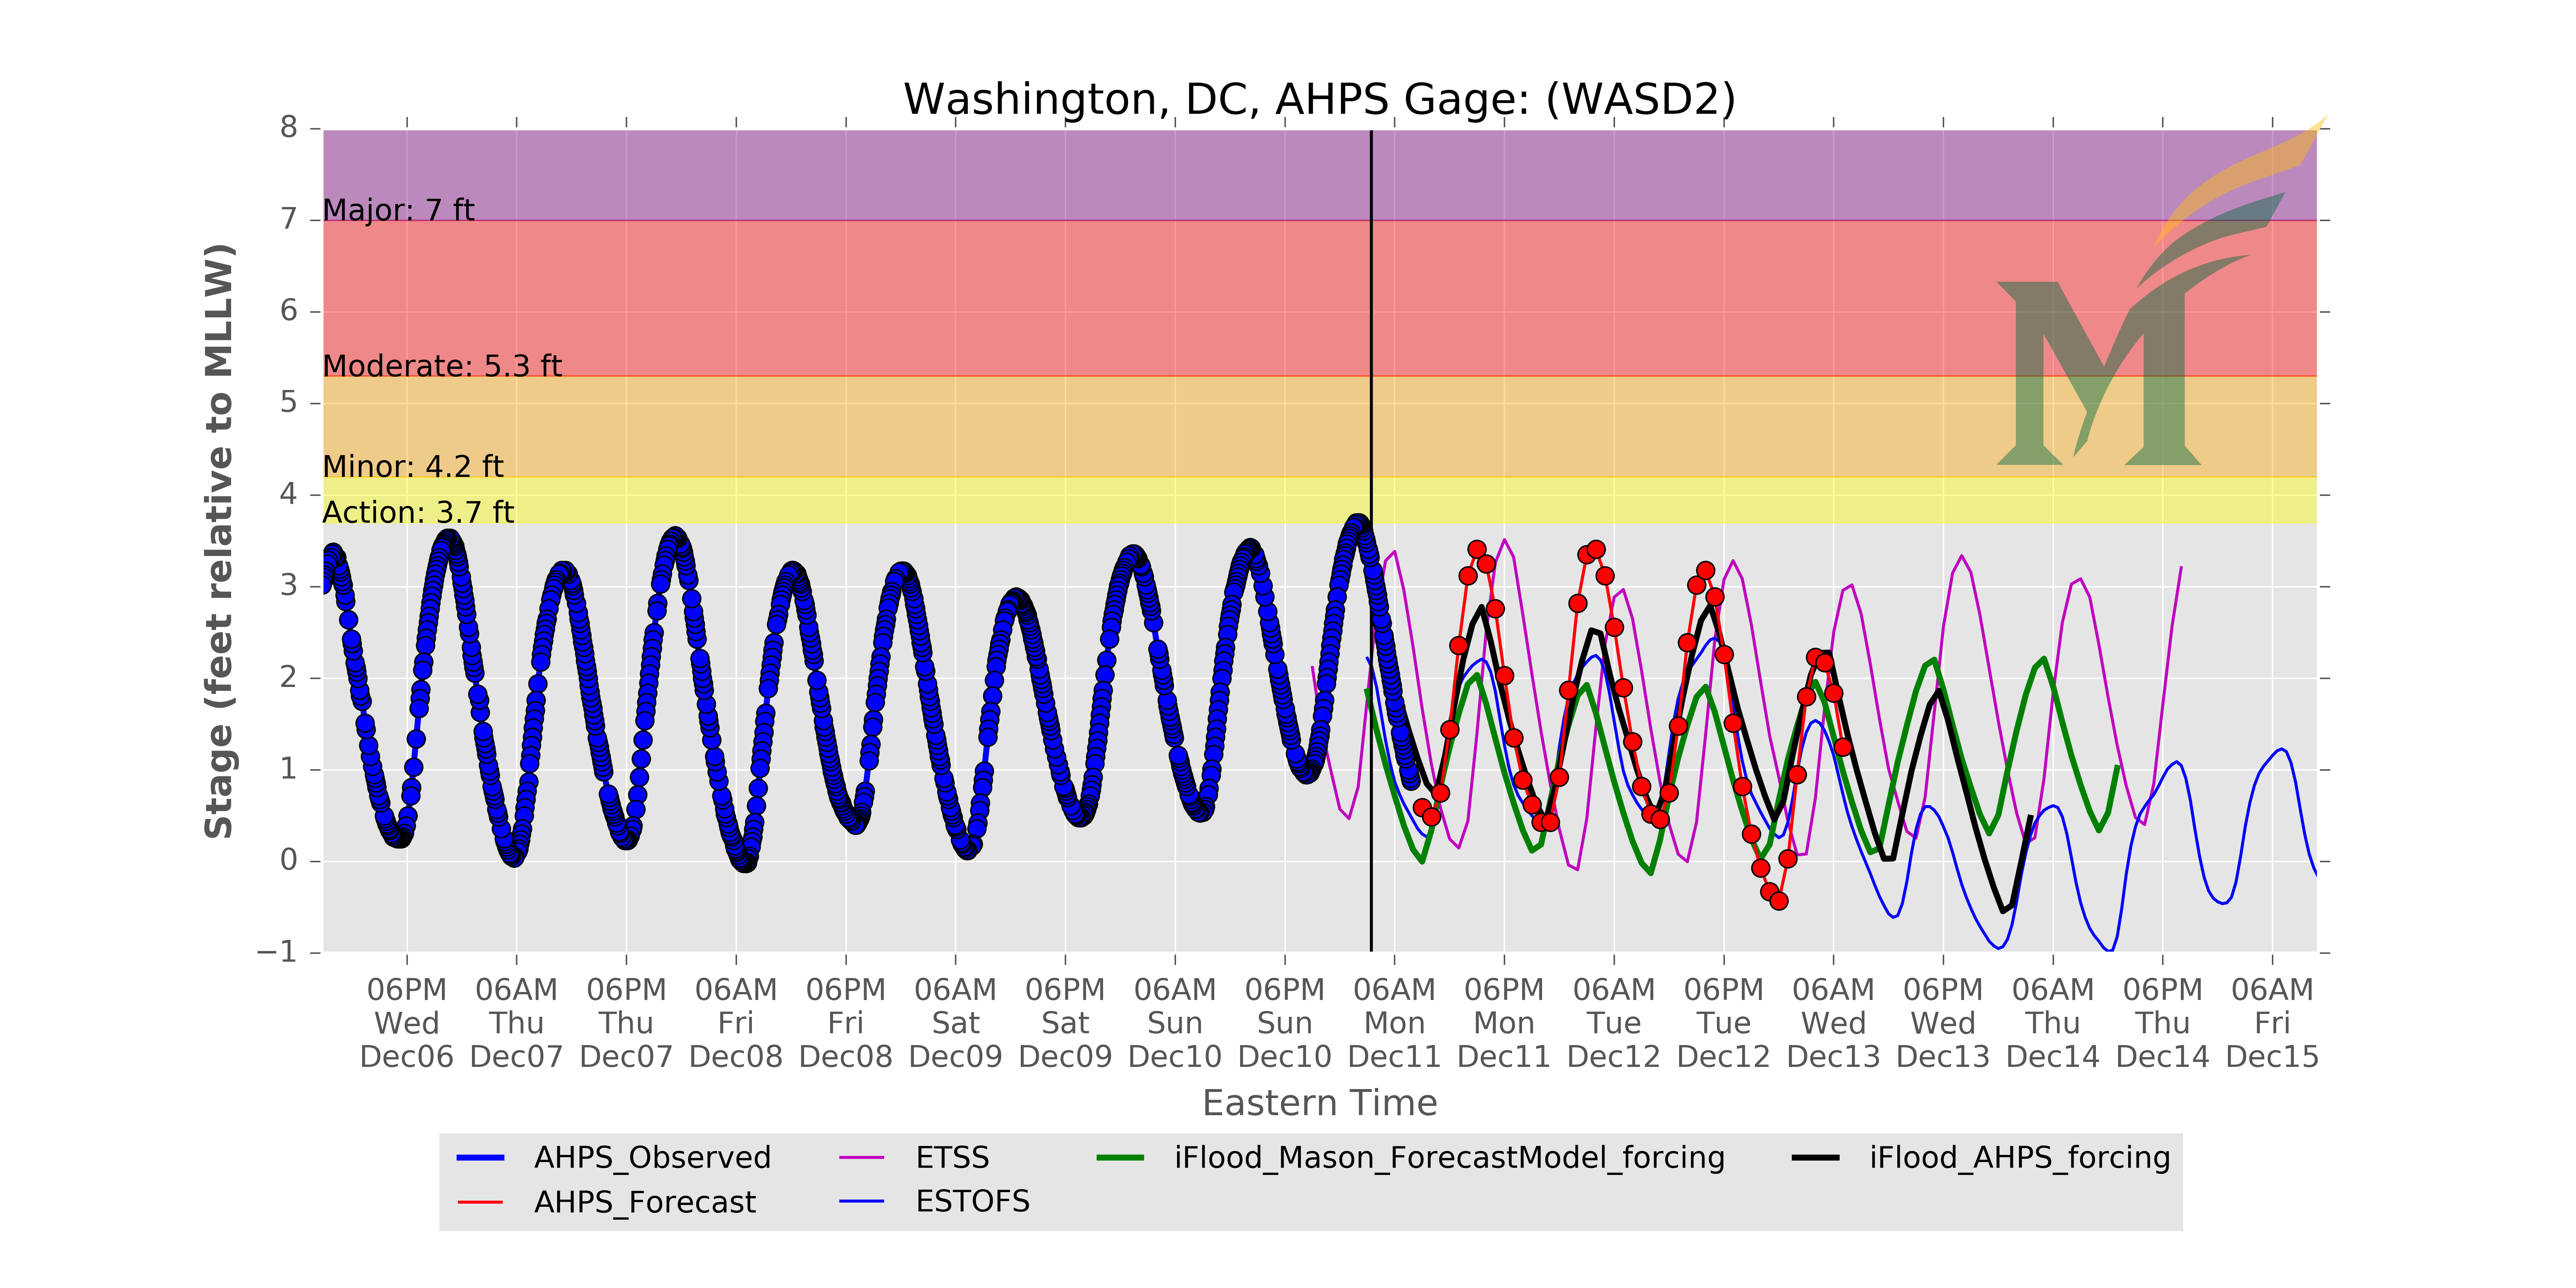 Washington, DC, AHPS Gage: (WASD2)
8
7
6
5
4
3
2
1
0
−1
Stage (feet relative to MLLW)
Major: 7 ft
Moderate: 5.3 ft
Minor: 4.2 ft
Action: 3.7 ft
M
06PM 06AM 06PM 06AM 06PM 06AM 06PM 06AM 06PM 06AM 06PM 06AM 06PM 06AM 06PM 06AM 06PM 06AM
Wed Thu Thu Fri Fri Sat Sat Sun Sun Mon Mon Tue Tue Wed Wed Thu Thu Fri
Dec06 Dec07 Dec07 Dec08 Dec08 Dec09 Dec09 Dec10 Dec10 Dec11 Dec11 Dec12 Dec12 Dec13 Dec13 Dec14 Dec14 Dec15
Eastern Time
AHPS_Observed ETSS iFlood_Mason_ForecastModel_forcing iFlood_AHPS_forcing
AHPS_Forecast ESTOFS